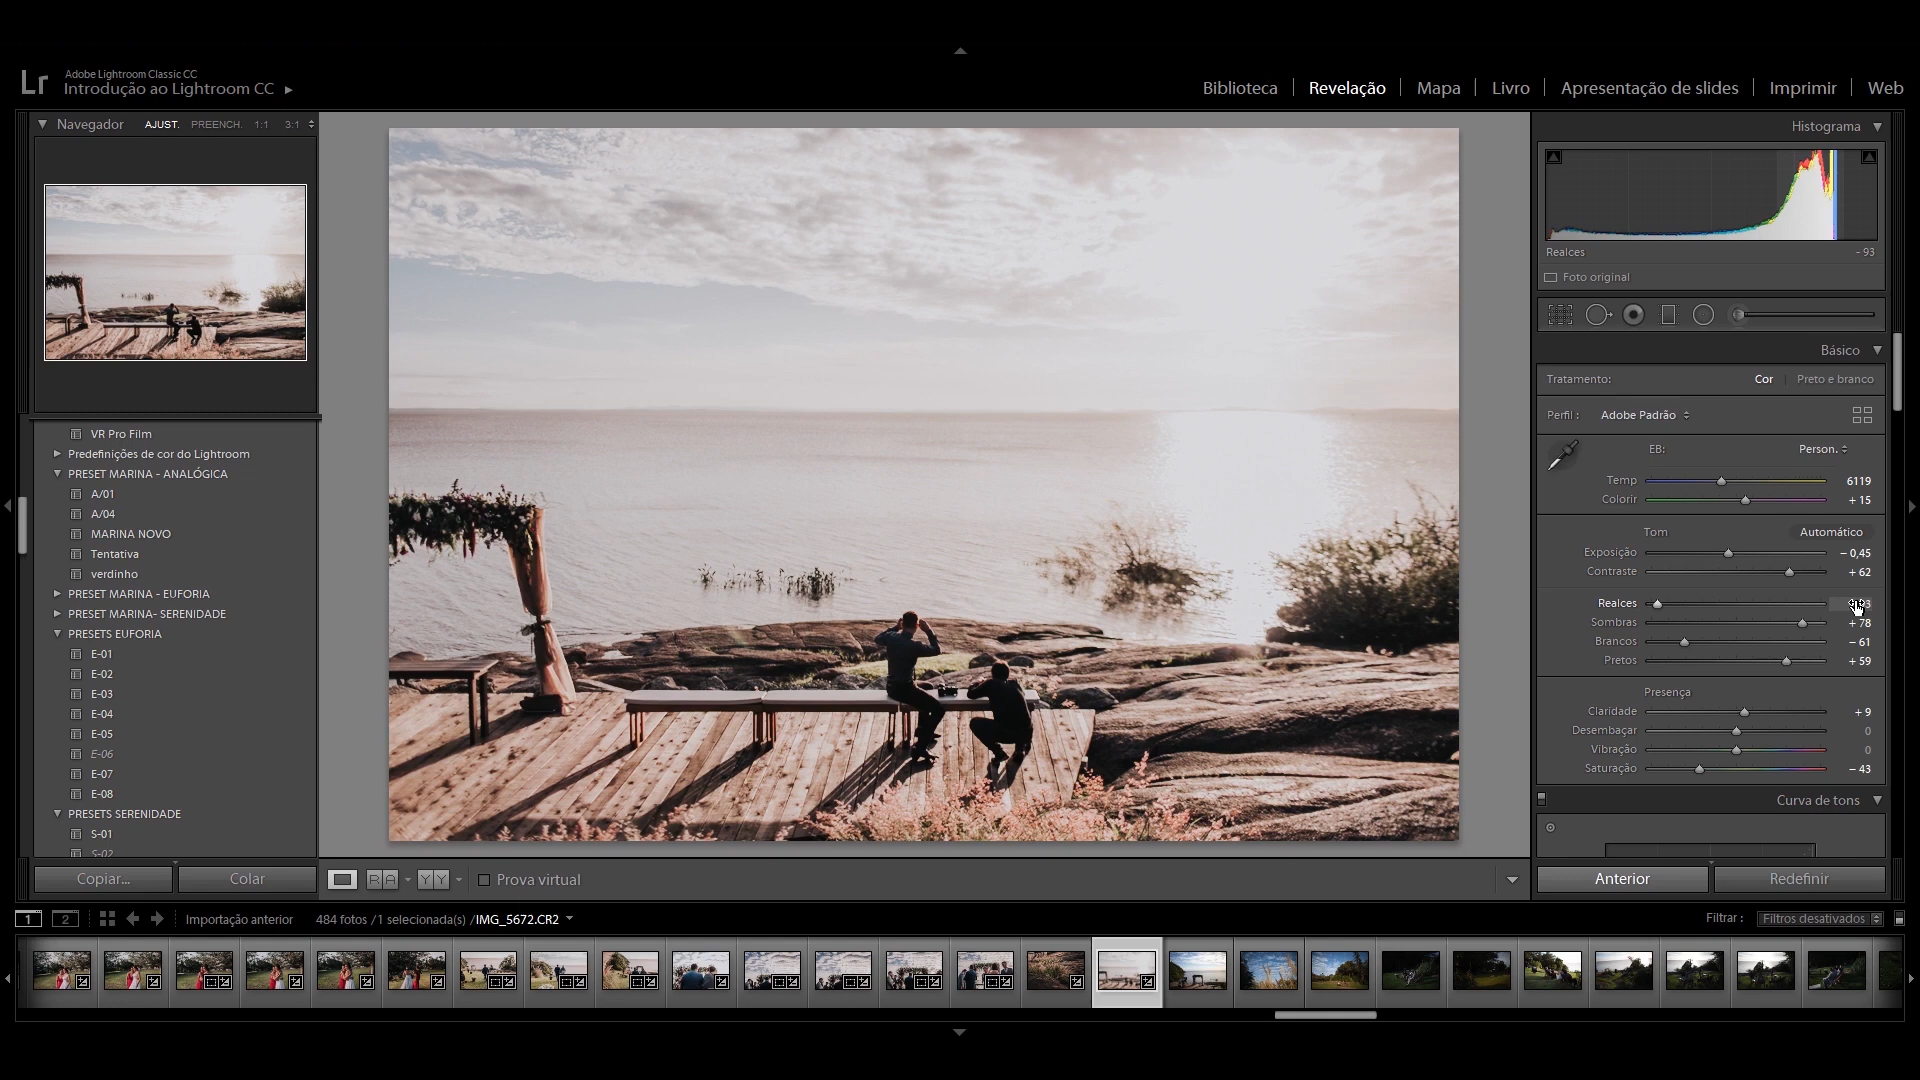 Lr
Adobe Lightroom Classic CC
Introdução ao Lightroom CC
Biblioteca
Revelação
Mapa
Livro
Apresentação de slides
Imprimir
Web
Navegador AJUST. PREENCH. 1:1 3:1
VR Pro Film
Predefinições de cor do Lightroom
PRESET MARINA - ANALÓGICA
A/01
A/04
MARINA NOVO
Tentativa
verdinho
PRESET MARINA - EUFORIA
PRESET MARINA- SERENIDADE
PRESETS EUFORIA
E-01
E-02
E-03
E-04
E-05
E-06
E-07
E-08
PRESETS SERENIDADE
S-01
S-02
Copiar... Colar
R A Y Y Prova virtual
Histograma
Realces - 93
Foto original
Básico
Tratamento: Cor Preto e branco
Perfil : Adobe Padrão
EB: Person.
Temp 6119
Colorir + 15
Tom Automático
Exposição - 0,45
Contraste + 62
Realces
Sombras + 78
Brancos - 61
Pretos + 59
Presença
Claridade + 9
Desembaçar 0
Vibração 0
Saturação - 43
Curva de tons
Anterior Redefinir
1 2 Importação anterior 484 fotos /1 selecionada(s) /IMG_5672.CR2
Filtrar : Filtros desativados